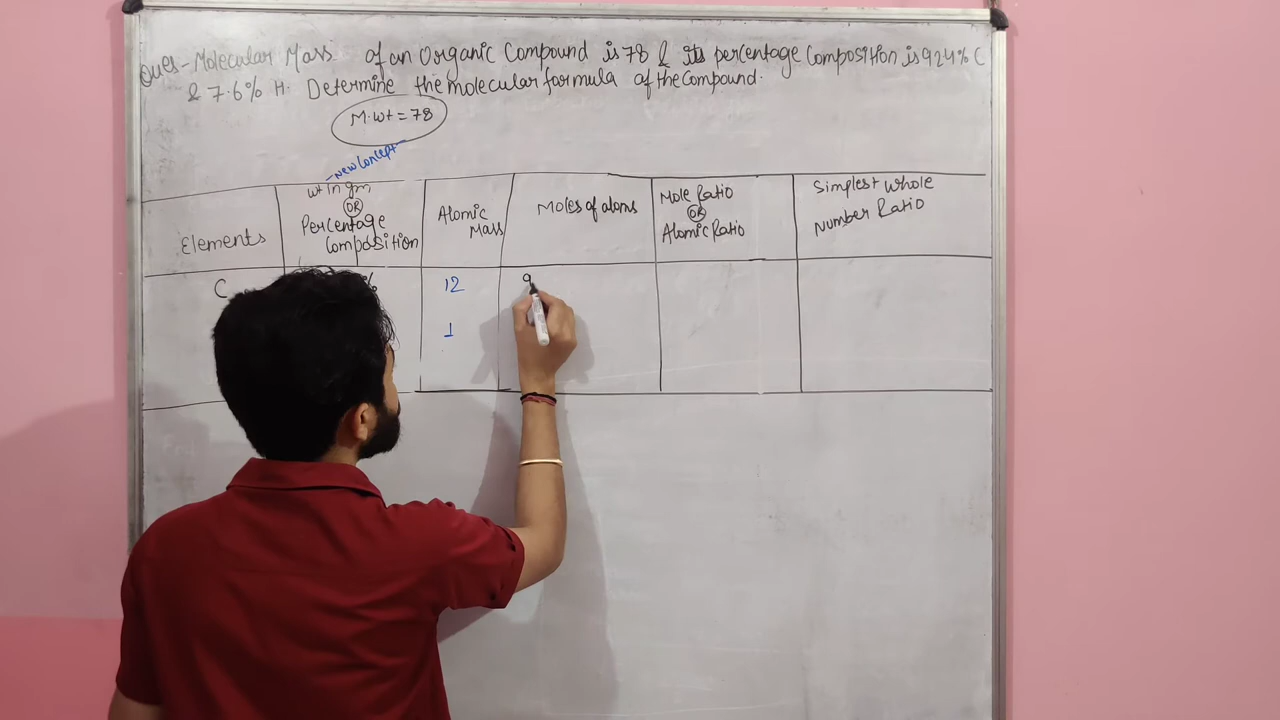 Ques - Molecular Mass of an Organic Compound is 78 & its percentage Composition is 92.4% C
& 7.6% H. Determine the molecular formula of the Compound.
M.wt = 78
New Concept
Elements
wt in gm
OR
Percentage
Composition
Atomic
Mass
Moles of atoms
Mole Ratio
OR
Atomic Ratio
Simplest whole
Number Ratio
C
%
12
9
1